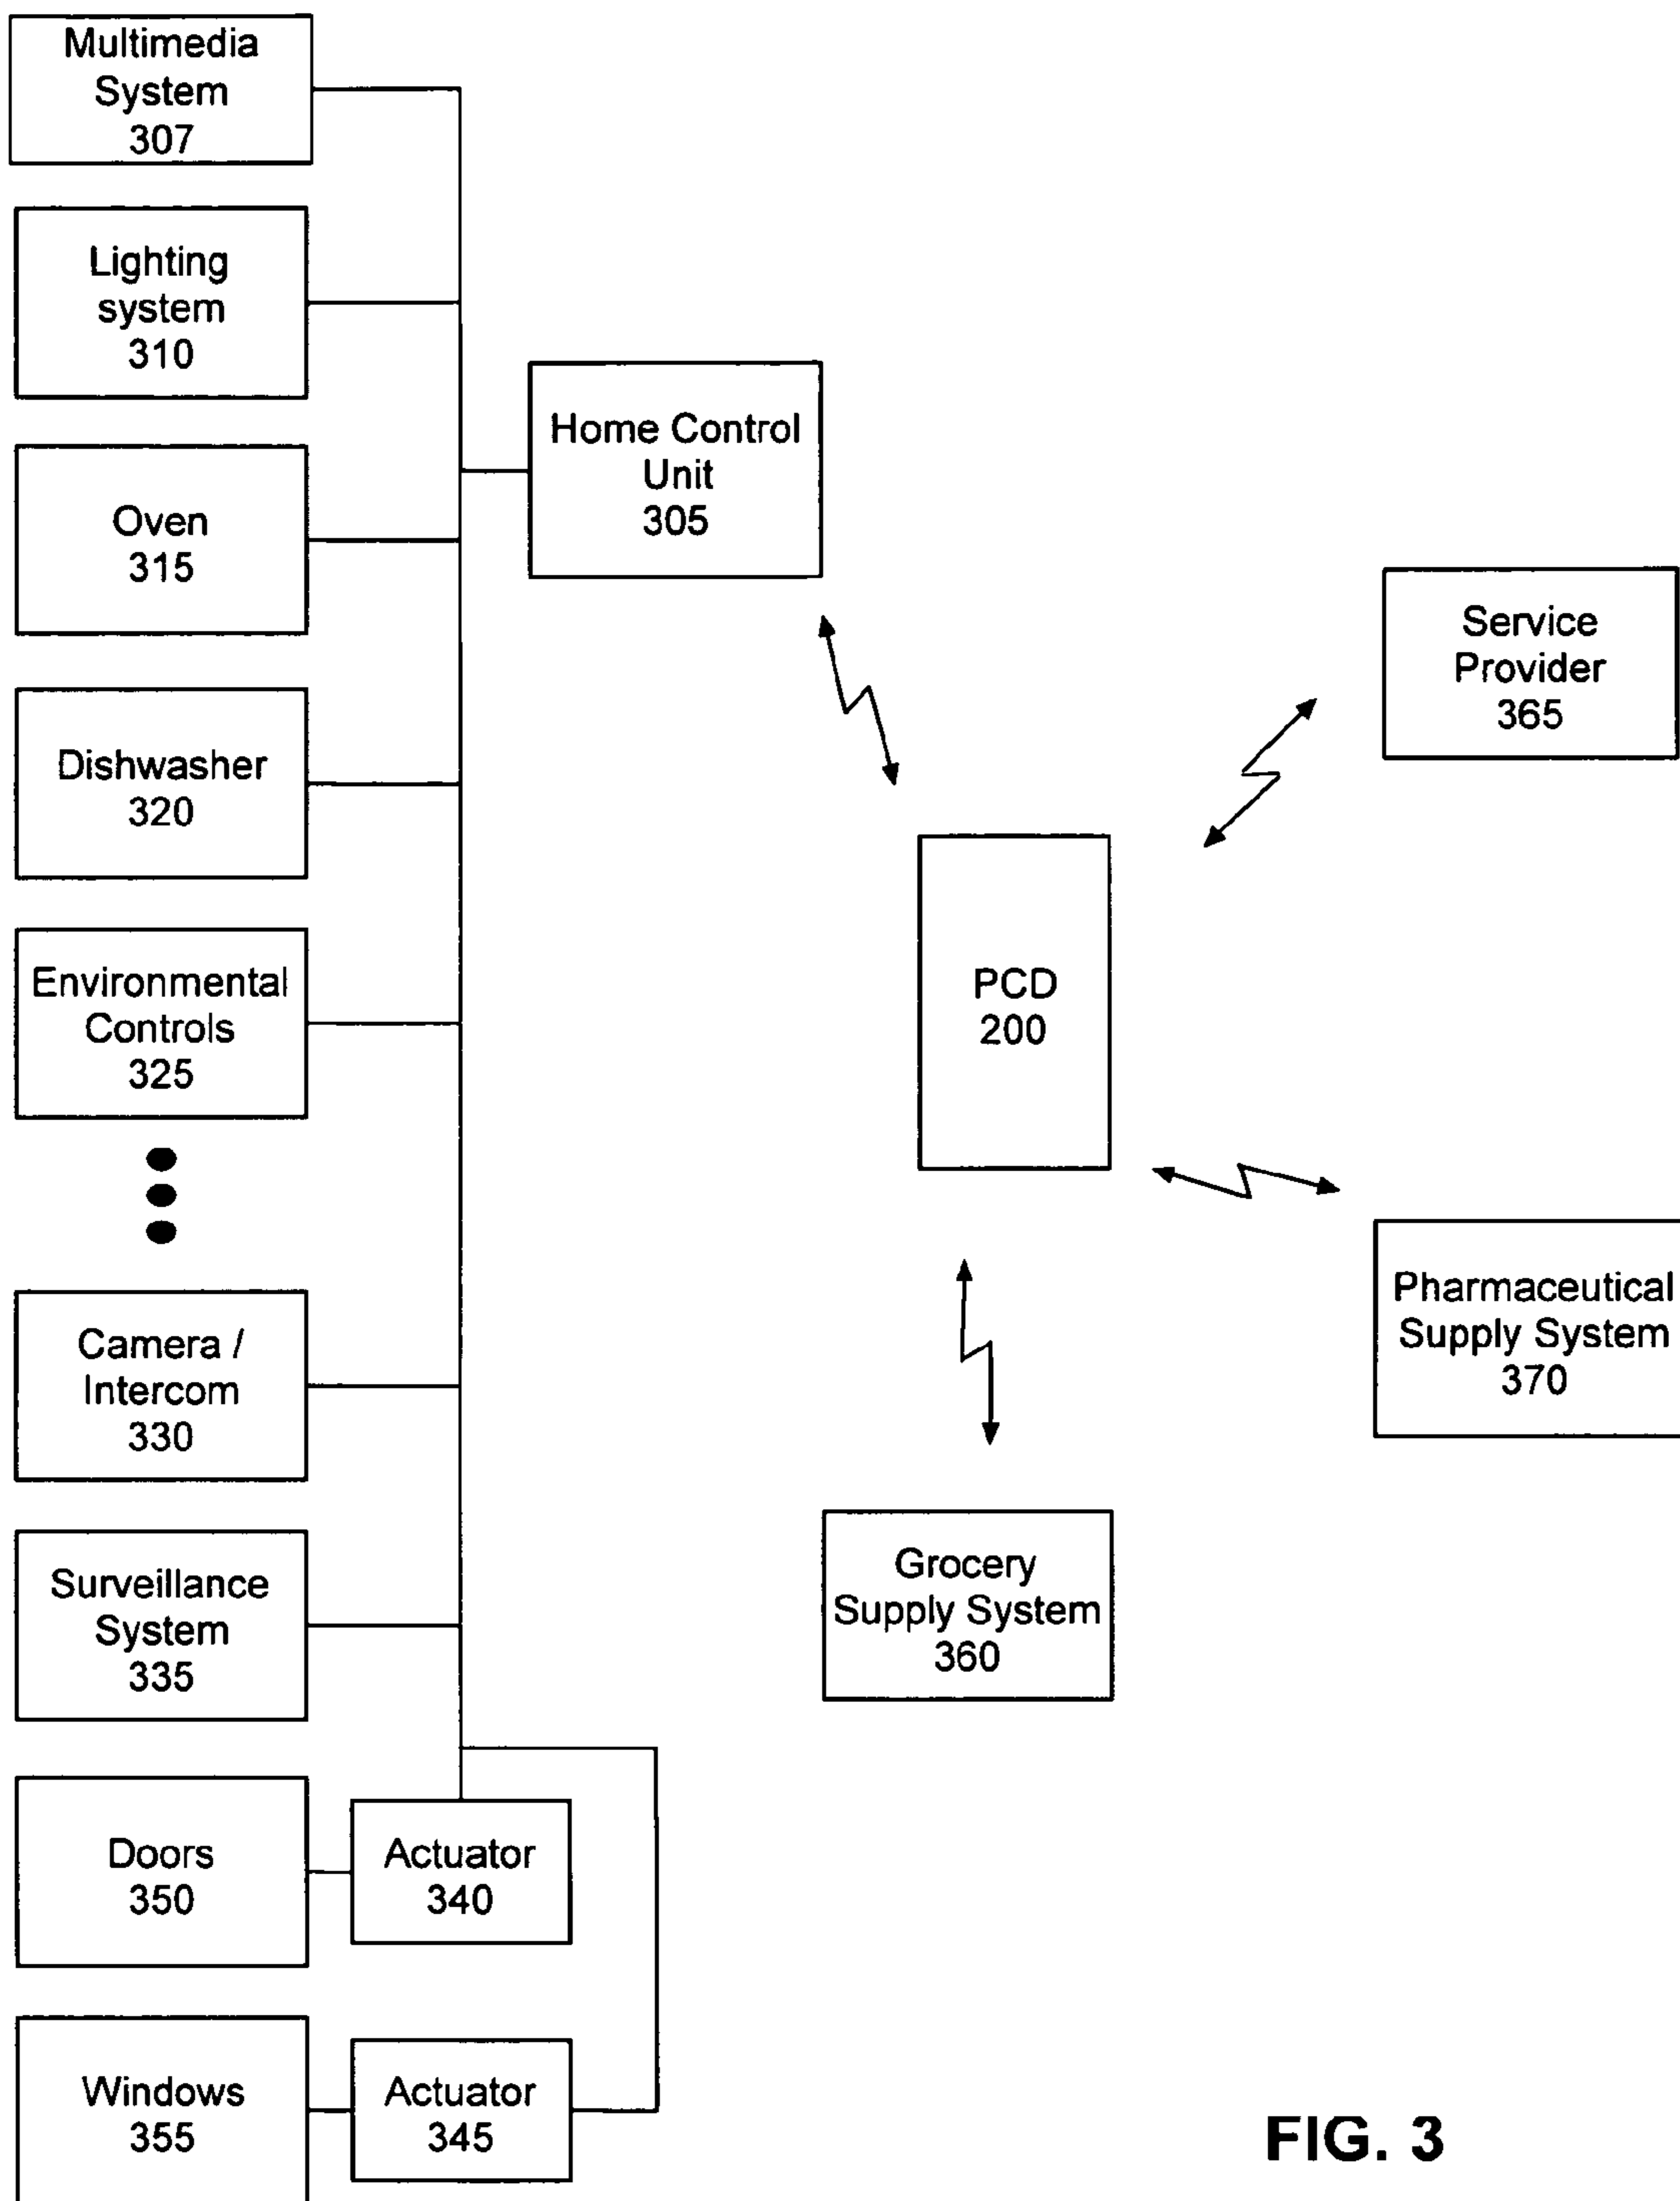 Multimedia
System
307
Lighting
system
310
Oven
315
Dishwasher
320
Environmental
Controls
325
Camera /
Intercom
330
Surveillance
System
335
Doors
350
Actuator
340
Windows
355
Actuator
345
Home Control
Unit
305
PCD
200
Service
Provider
365
Pharmaceutical
Supply System
370
Grocery
Supply System
360
FIG. 3